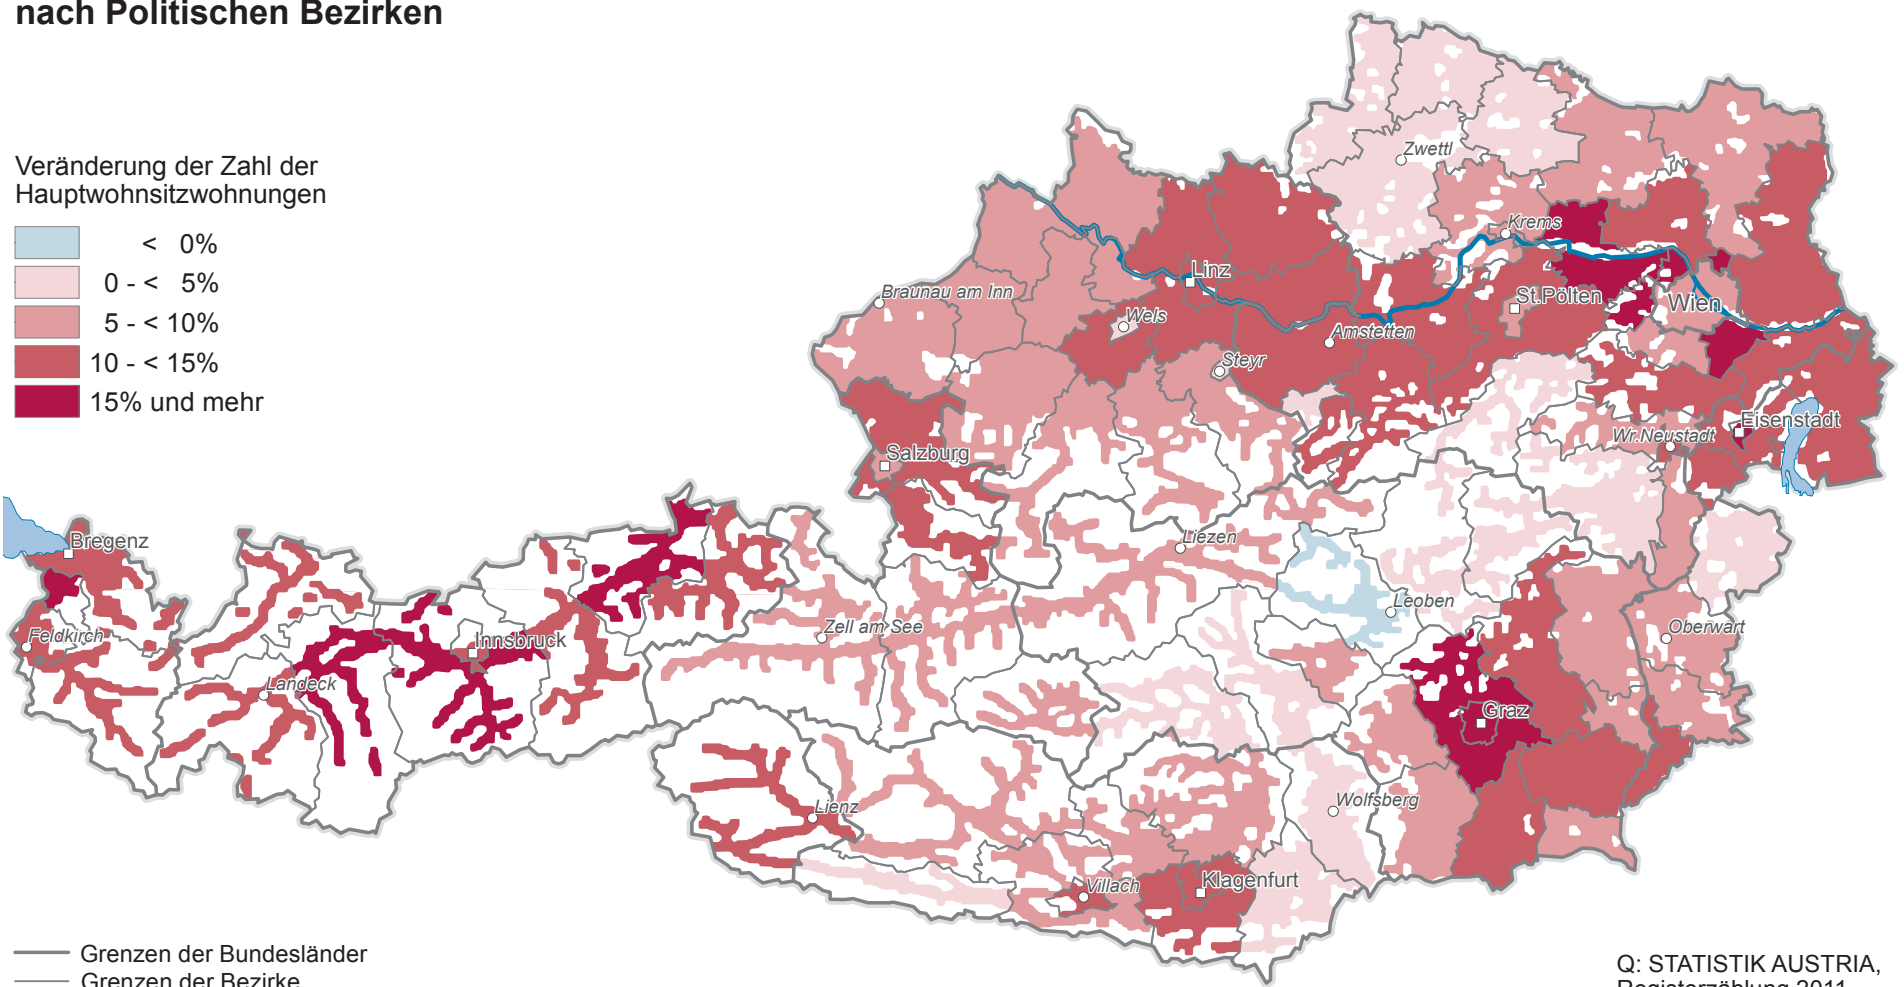 nach Politischen Bezirken
Veränderung der Zahl der
Hauptwohnsitzwohnungen
< 0%
0 - < 5%
5 - < 10%
10 - < 15%
15% und mehr
Zwettl
Krems
Linz
Braunau am Inn
St.Pölten
Wien
Wels
Amstetten
Steyr
Eisenstadt
Wr.Neustadt
Salzburg
Bregenz
Liezen
Leoben
Feldkirch
Innsbruck
Zell am See
Oberwart
Landeck
Graz
Lienz
Wolfsberg
Villach
Klagenfurt
Grenzen der Bundesländer
Grenzen der Bezirke
Q: STATISTIK AUSTRIA,
Registerzählung 2011